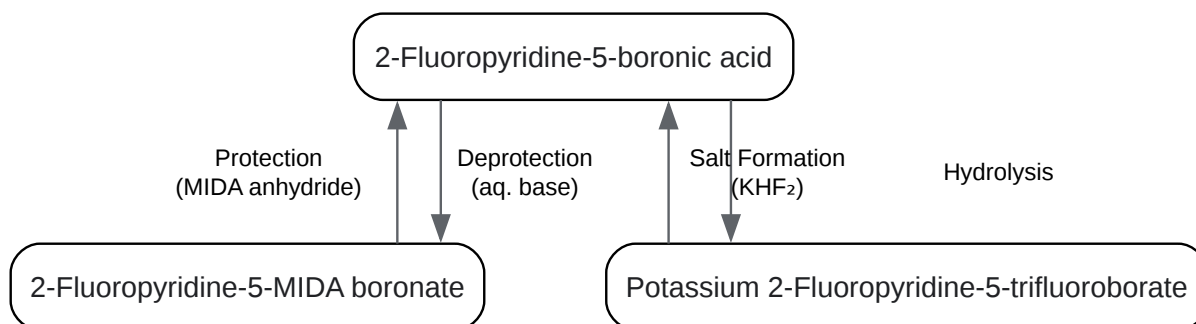 2-Fluoropyridine-5-boronic acid
Protection
(MIDA anhydride)
Deprotection
(aq. base)
Salt Formation
(KHF₂)
Hydrolysis
2-Fluoropyridine-5-MIDA boronate
Potassium 2-Fluoropyridine-5-trifluoroborate